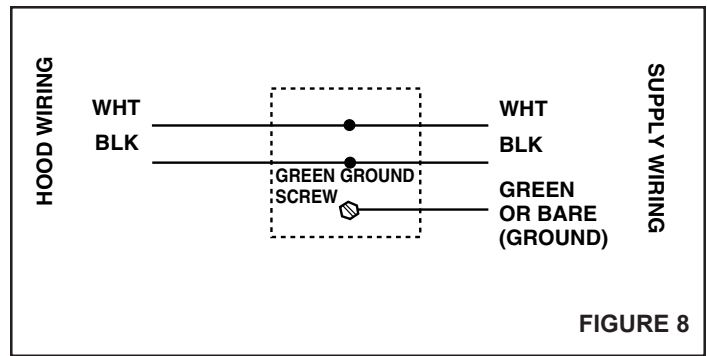 HOOD WIRING
WHT
BLK
GREEN GROUND
SCREW
WHT
BLK
GREEN
OR BARE
(GROUND)
SUPPLY WIRING
FIGURE 8